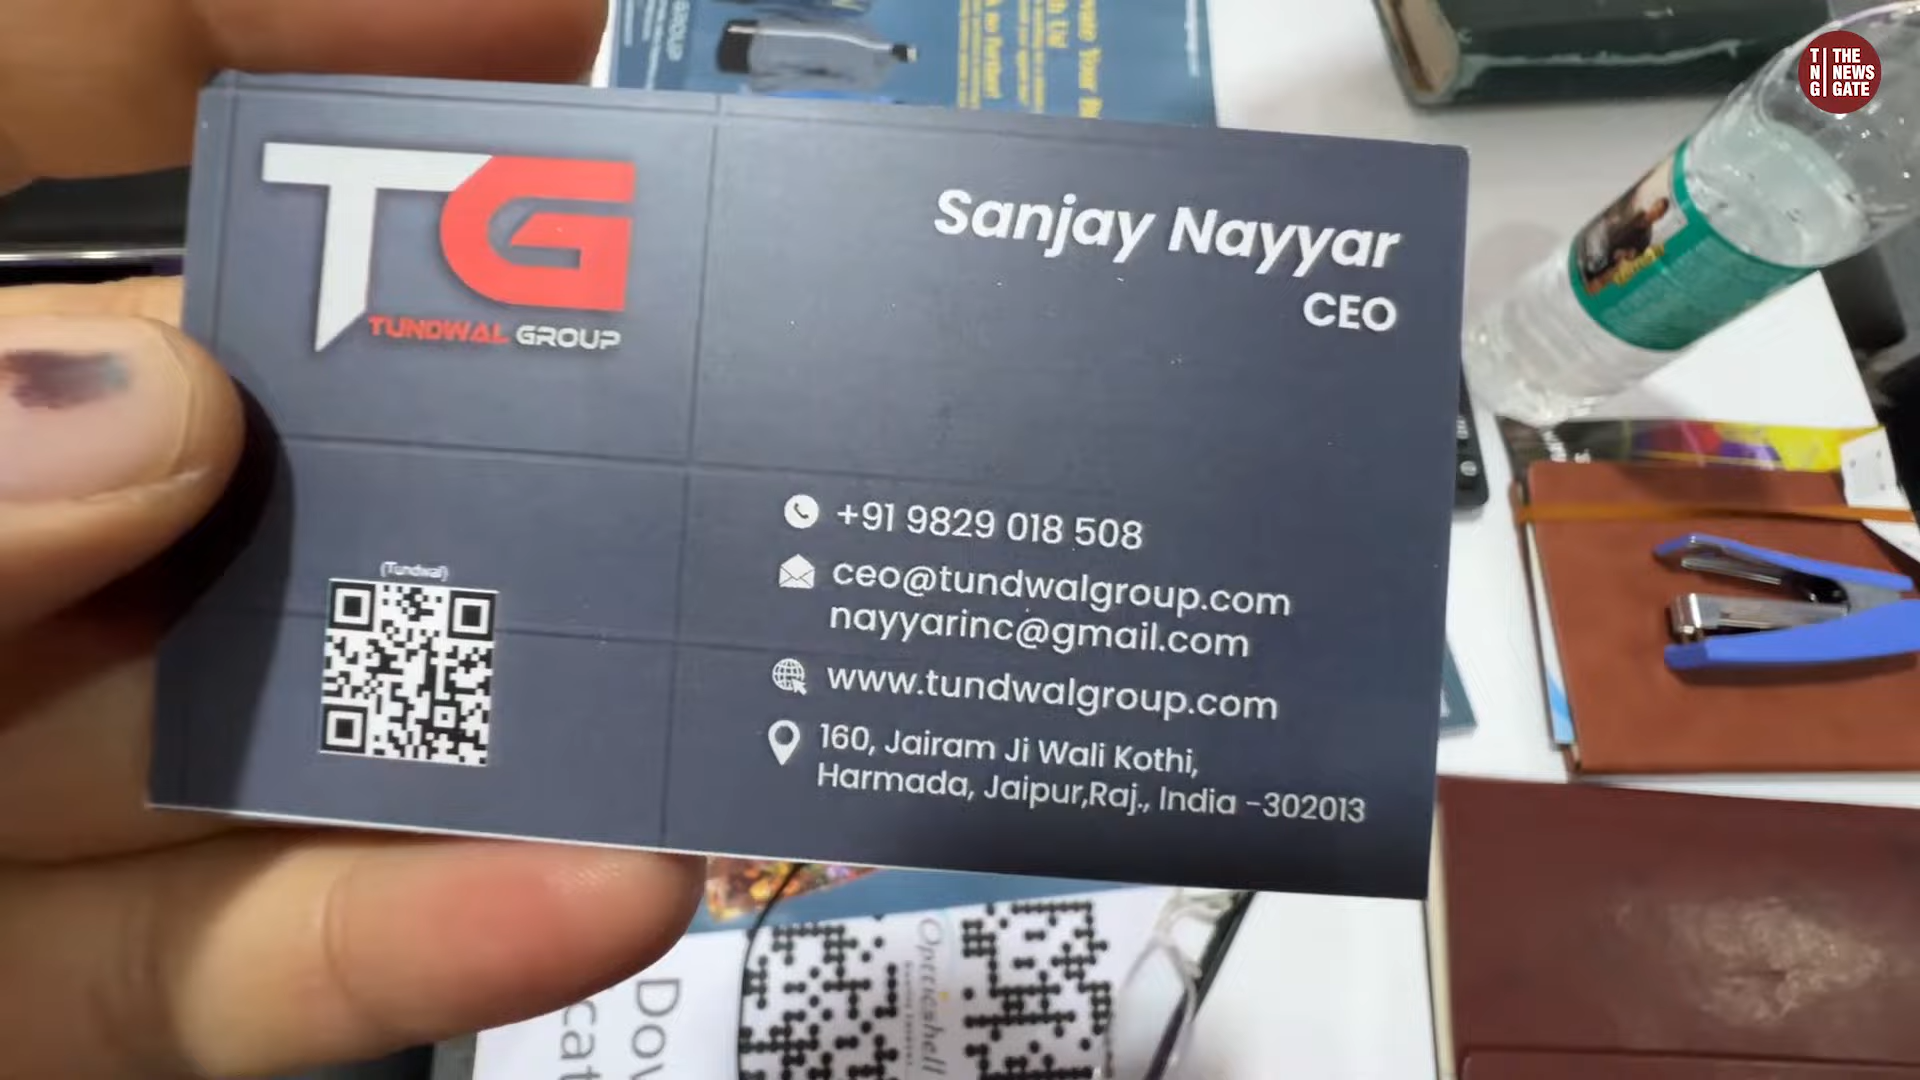 T THE
N NEWS
G GATE
TG
TUNDWAL GROUP
Sanjay Nayyar
CEO
+91 9829 018 508
ceo@tundwalgroup.com
nayyarinc@gmail.com
www.tundwalgroup.com
160, Jairam Ji Wali Kothi,
Harmada, Jaipur,Raj., India -302013
(Tundwal)
GROUP